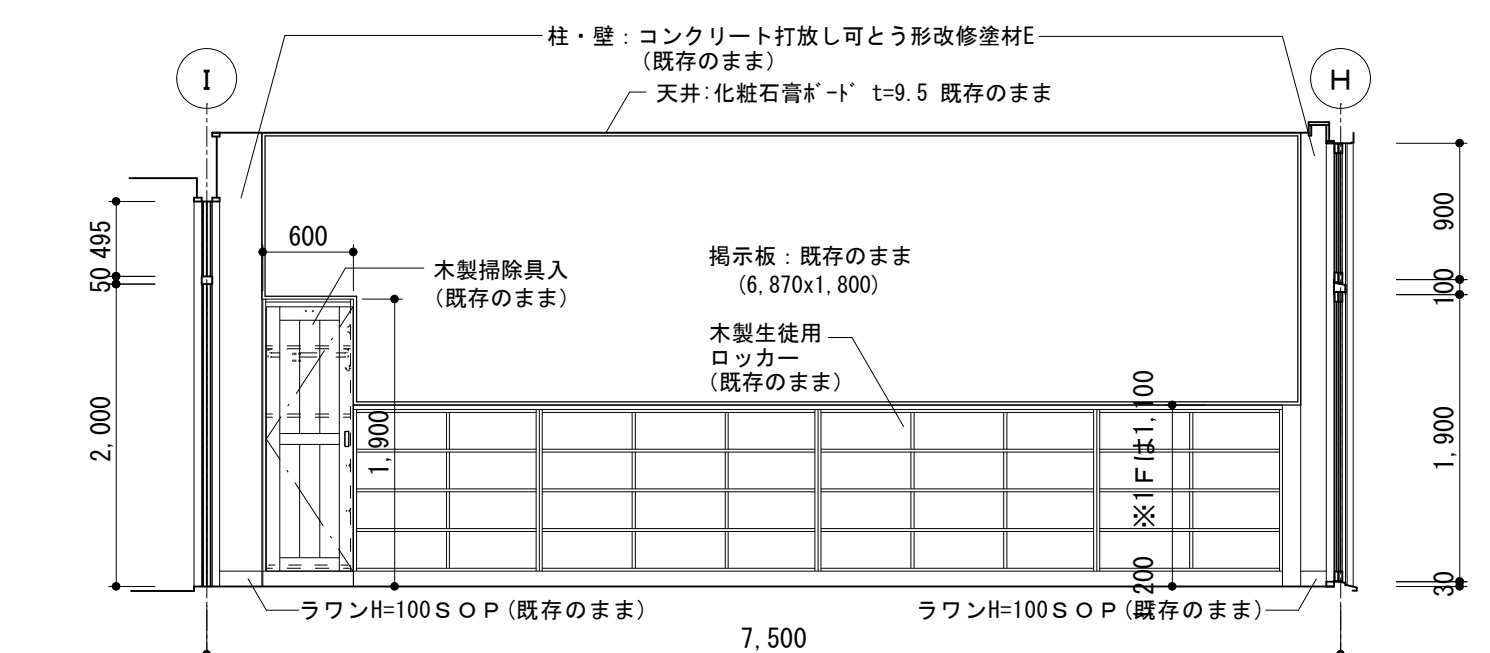 柱・壁：コンクリート打放し可とう形改修塗材E
(既存のまま)
天井:化粧石膏ﾎﾞｰﾄﾞ t=9.5 既存のまま
I
H
600
木製掃除具入
(既存のまま)
掲示板：既存のまま
(6,870x1,800)
木製生徒用
ロッカー
(既存のまま)
495
50
2,000
1,900
1,200 ※1Fは1,100
900
100
1,900
30
ラワンH=100ＳＯＰ(既存のまま)
ラワンH=100ＳＯＰ(既存のまま)
7,500